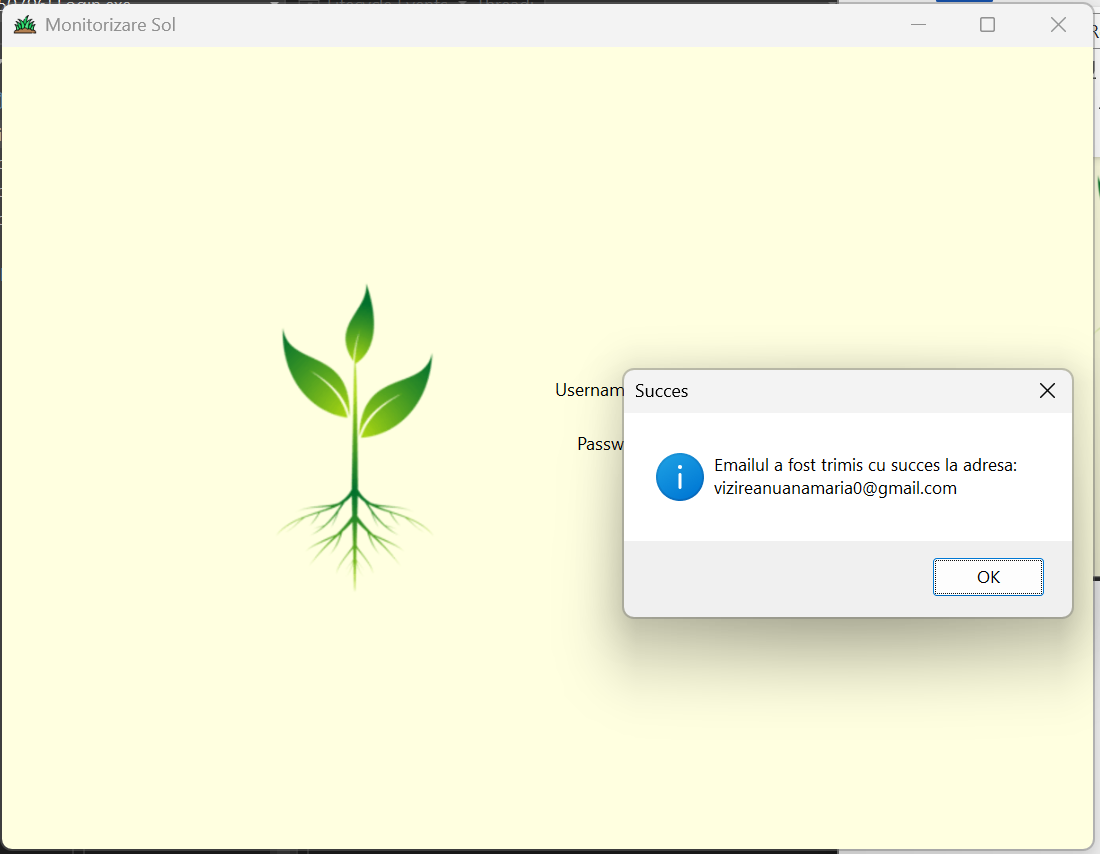 Monitorizare Sol
Usernam
Passw
Succes
Emailul a fost trimis cu succes la adresa:
vizireanuanamaria0@gmail.com
OK